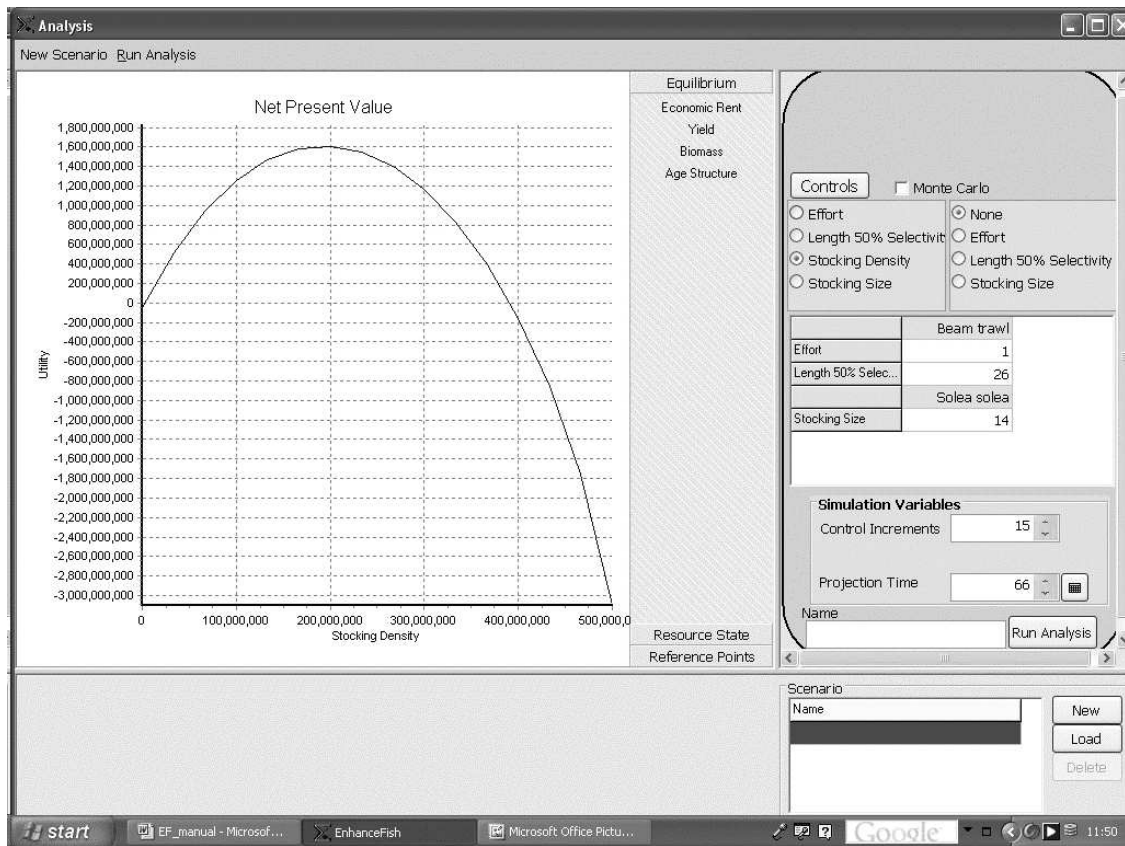 Analysis
New Scenario Run Analysis
Net Present Value
1,800,000,000
1,600,000,000
1,400,000,000
1,200,000,000
1,000,000,000
800,000,000
600,000,000
400,000,000
200,000,000
0
-200,000,000
-400,000,000
-600,000,000
-800,000,000
-1,000,000,000
-1,200,000,000
-1,400,000,000
-1,600,000,000
-1,800,000,000
-2,000,000,000
-2,200,000,000
-2,400,000,000
-2,600,000,000
-2,800,000,000
-3,000,000,000
Utility
0 100,000,000 200,000,000 300,000,000 400,000,000 500,000,0
Stocking Density
Equilibrium
Economic Rent
Yield
Biomass
Age Structure
Resource State
Reference Points
Controls Monte Carlo
Effort
Length 50% Selectivit
Stocking Density
Stocking Size
None
Effort
Length 50% Selectivity
Stocking Size
Beam trawl
Effort 1
Length 50% Selec... 26
Solea solea
Stocking Size 14
Simulation Variables
Control Increments 15
Projection Time 66
Name
Run Analysis
Scenario
Name
New
Load
Delete
start EF_manual - Microsof... EnhanceFish Microsoft Office Pictu... Google 11:50